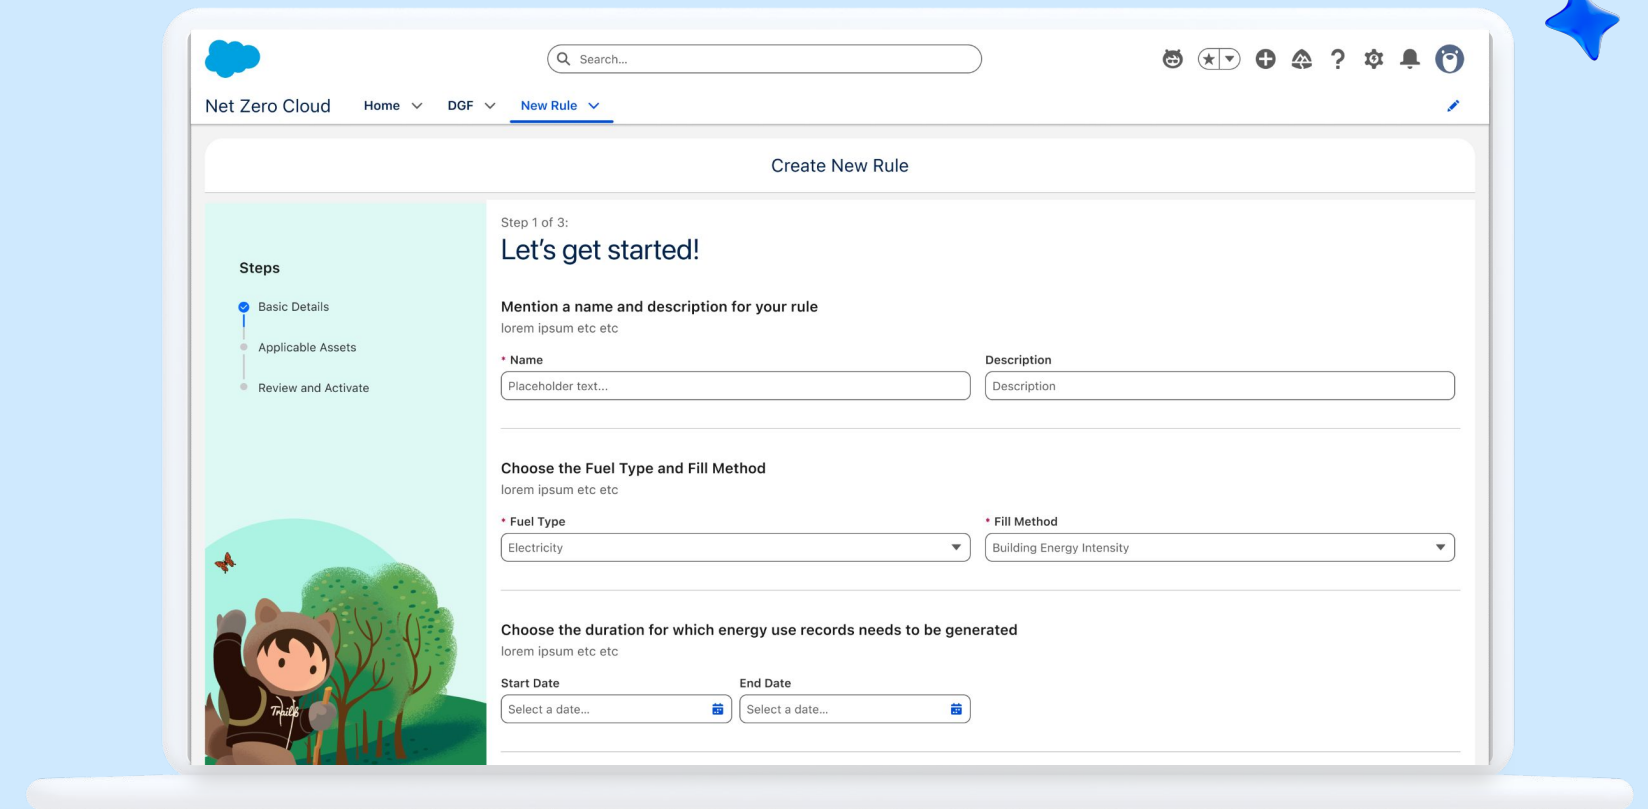 Search...
Net Zero Cloud Home DGF New Rule
Create New Rule
Steps
Basic Details
Applicable Assets
Review and Activate
Step 1 of 3:
Let's get started!
Mention a name and description for your rule
lorem ipsum etc etc
* Name Description
Placeholder text... Description
Choose the Fuel Type and Fill Method
lorem ipsum etc etc
* Fuel Type * Fill Method
Electricity Building Energy Intensity
Choose the duration for which energy use records needs to be generated
lorem ipsum etc etc
Start Date End Date
Select a date... Select a date...